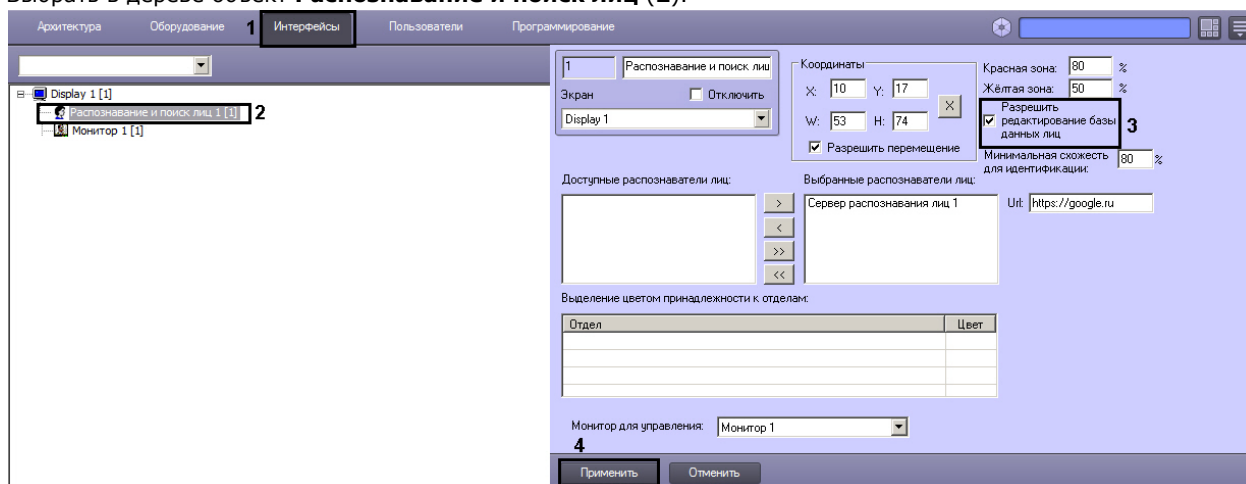 Выбрать в дереве объект Распознавание и поиск лиц (2).
Архитектура Оборудование 1 Интерфейсы Пользователи Программирование
1 Распознавание и поиск лиц
Экран Отключить
Display 1
Координаты
X: 10 Y: 17
W: 53 H: 74
X
Разрешить перемещение
Красная зона: 80 %
Жёлтая зона: 50 %
Разрешить
редактирование базы
данных лиц
3
Минимальная схожесть
для идентификации: 80 %
Display 1 [1]
Распознавание и поиск лиц 1 [1] 2
Монитор 1 [1]
Доступные распознаватели лиц: Выбранные распознаватели лиц:
> Сервер распознавания лиц 1 Url: https://google.ru
<
>>
<<
Выделение цветом принадлежности к отделам:
Отдел Цвет
Монитор для управления: Монитор 1
4
Применить Отменить